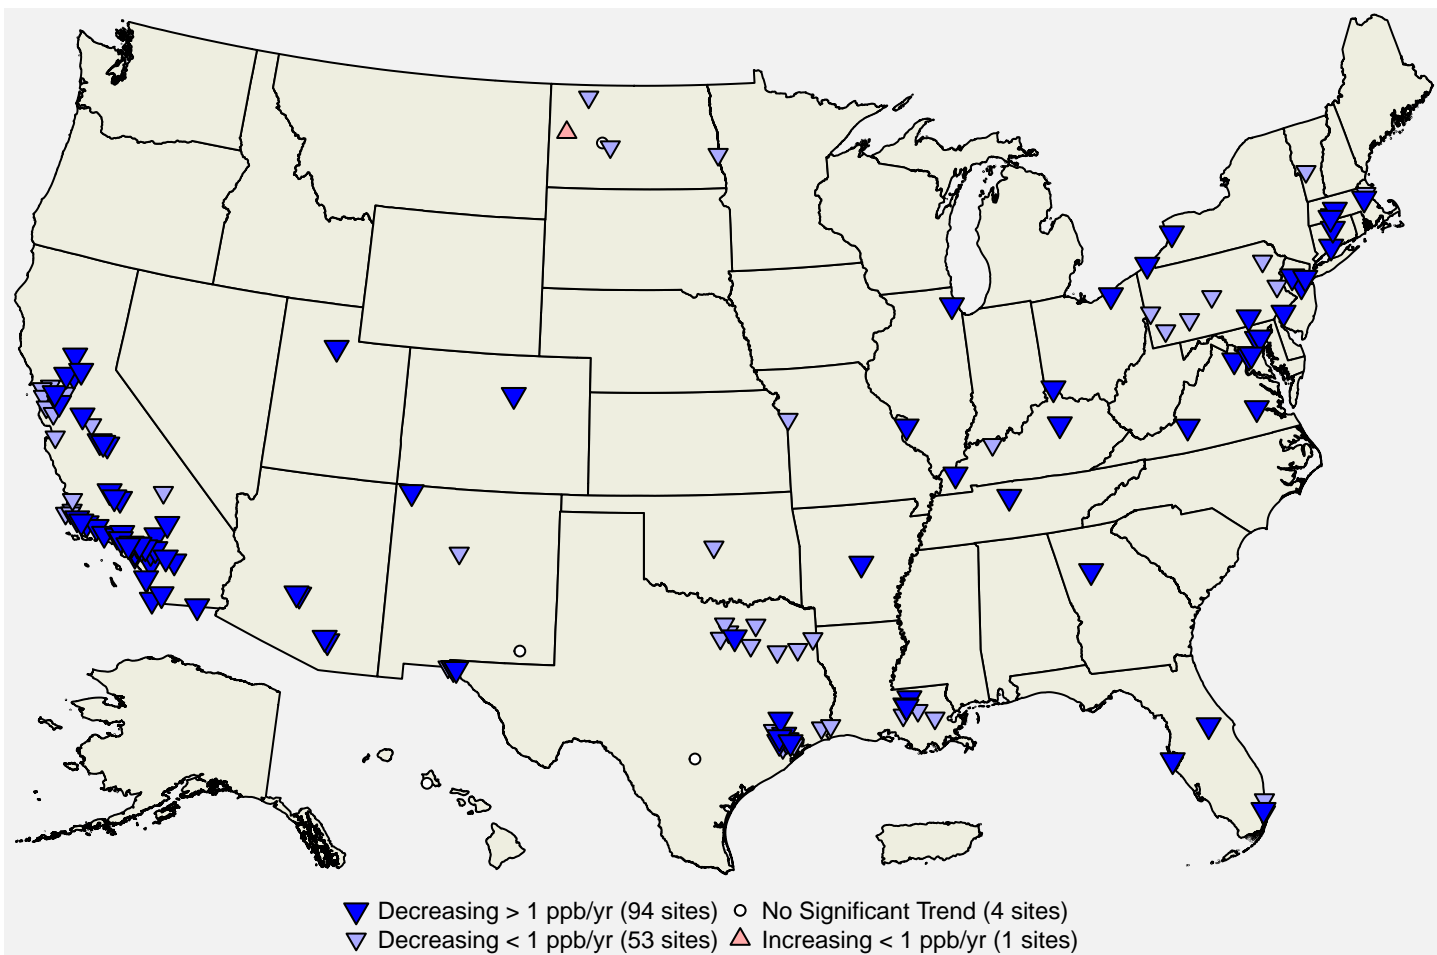 Decreasing > 1 ppb/yr (94 sites) No Significant Trend (4 sites)
Decreasing < 1 ppb/yr (53 sites) Increasing < 1 ppb/yr (1 sites)